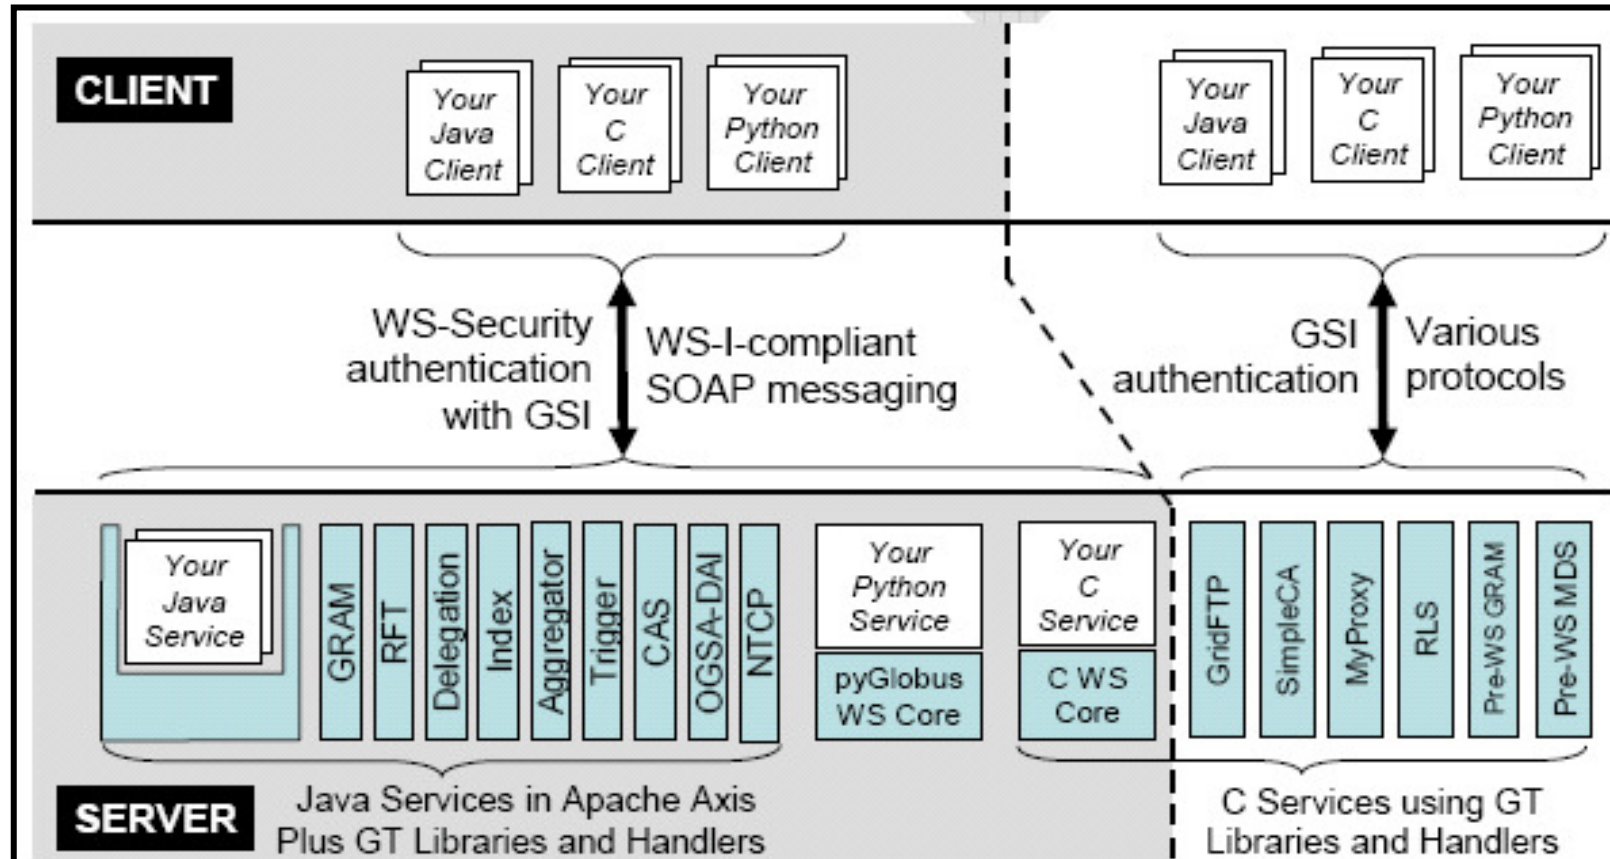 CLIENT
Your
Java
Client
Your
C
Client
Your
Python
Client
Your
Java
Client
Your
C
Client
Your
Python
Client
WS-Security
authentication
with GSI
WS-I-compliant
SOAP messaging
GSI
authentication
Various
protocols
Your
Java
Service
GRAM
RFT
Delegation
Index
Aggregator
Trigger
CAS
OGSA-DAI
NTCP
Your
Python
Service
pyGlobus
WS Core
Your
C
Service
C WS
Core
GridFTP
SimpleCA
MyProxy
RLS
Pre-WS GRAM
Pre-WS MDS
SERVER
Java Services in Apache Axis
Plus GT Libraries and Handlers
C Services using GT
Libraries and Handlers